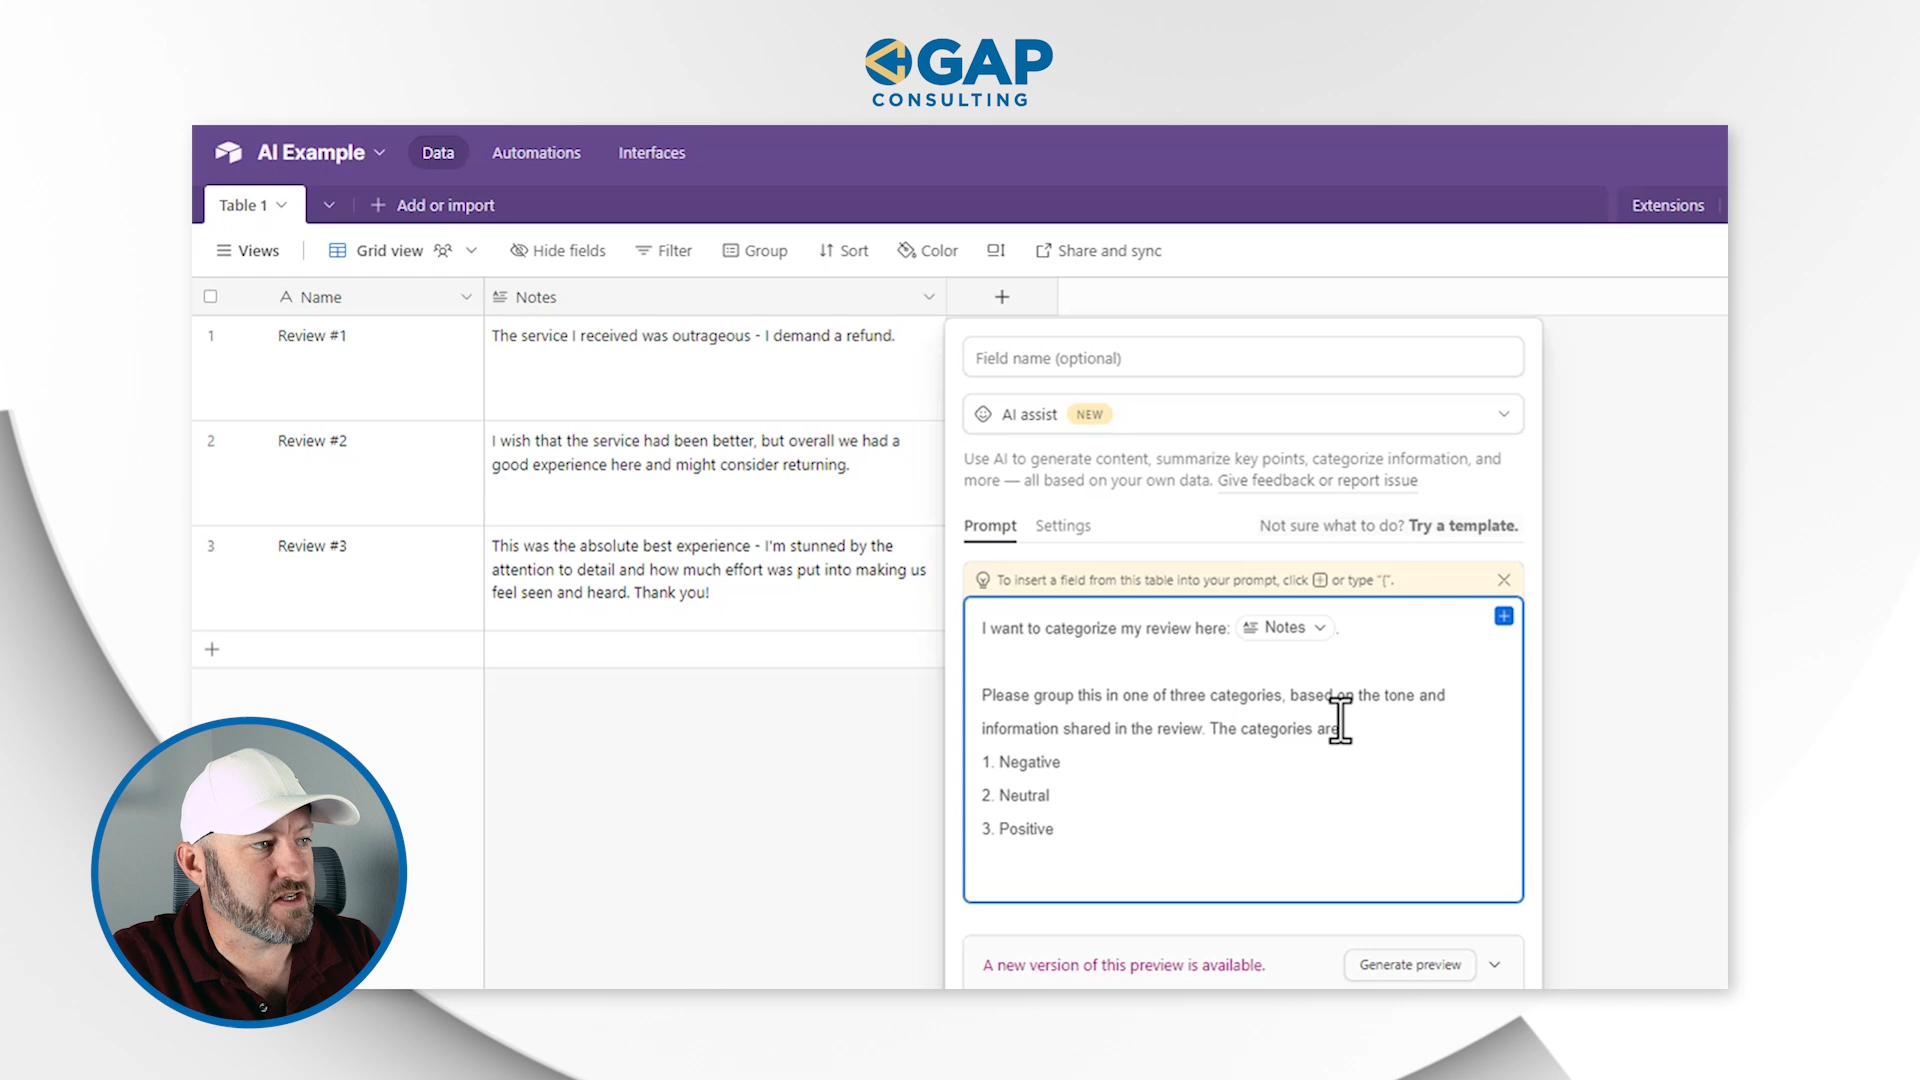 GAP
CONSULTING
AI Example
Data
Automations
Interfaces
Table 1
Add or import
Extensions
Views
Grid view
Hide fields
Filter
Group
Sort
Color
Share and sync
Name
Notes
1
Review #1
The service I received was outrageous - I demand a refund.
2
Review #2
I wish that the service had been better, but overall we had a
good experience here and might consider returning.
3
Review #3
This was the absolute best experience - I'm stunned by the
attention to detail and how much effort was put into making us
feel seen and heard. Thank you!
Field name (optional)
AI assist NEW
Use AI to generate content, summarize key points, categorize information, and
more — all based on your own data. Give feedback or report issue
Prompt
Settings
Not sure what to do? Try a template.
To insert a field from this table into your prompt, click + or type "{".
I want to categorize my review here: Notes .
Please group this in one of three categories, based on the tone and
information shared in the review. The categories are
1. Negative
2. Neutral
3. Positive
A new version of this preview is available.
Generate preview